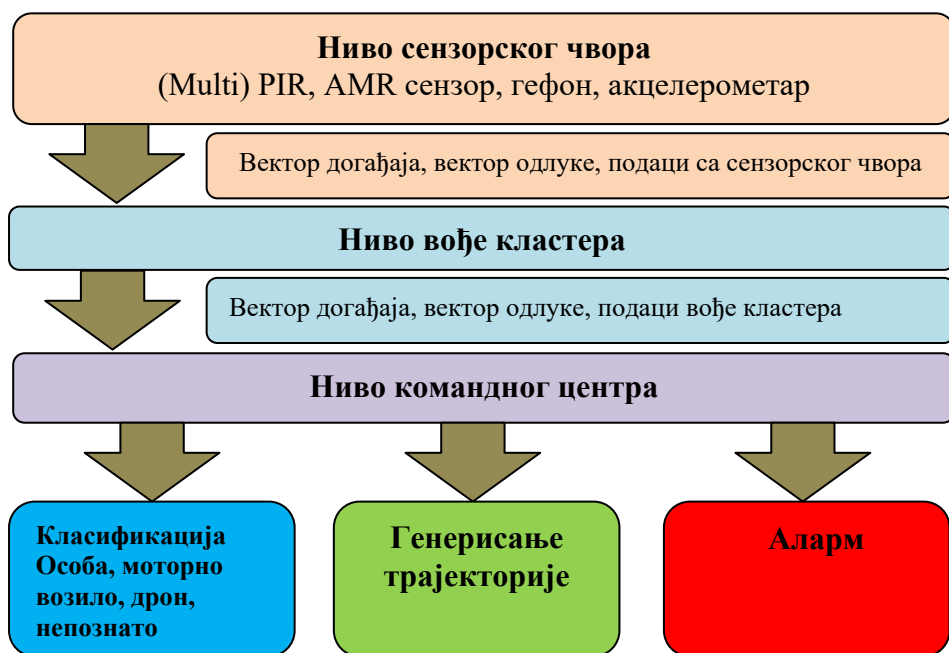 Ниво сензорског чвора
(Multi) PIR, AMR сензор, гефон, акцелерометар
Вектор догађаја, вектор одлуке, подаци са сензорског чвора
Ниво вође кластера
Вектор догађаја, вектор одлуке, подаци вође кластера
Ниво командног центра
Класификација
Особа, моторно
возило, дрон,
непознато
Генерисање
трајекторије
Аларм